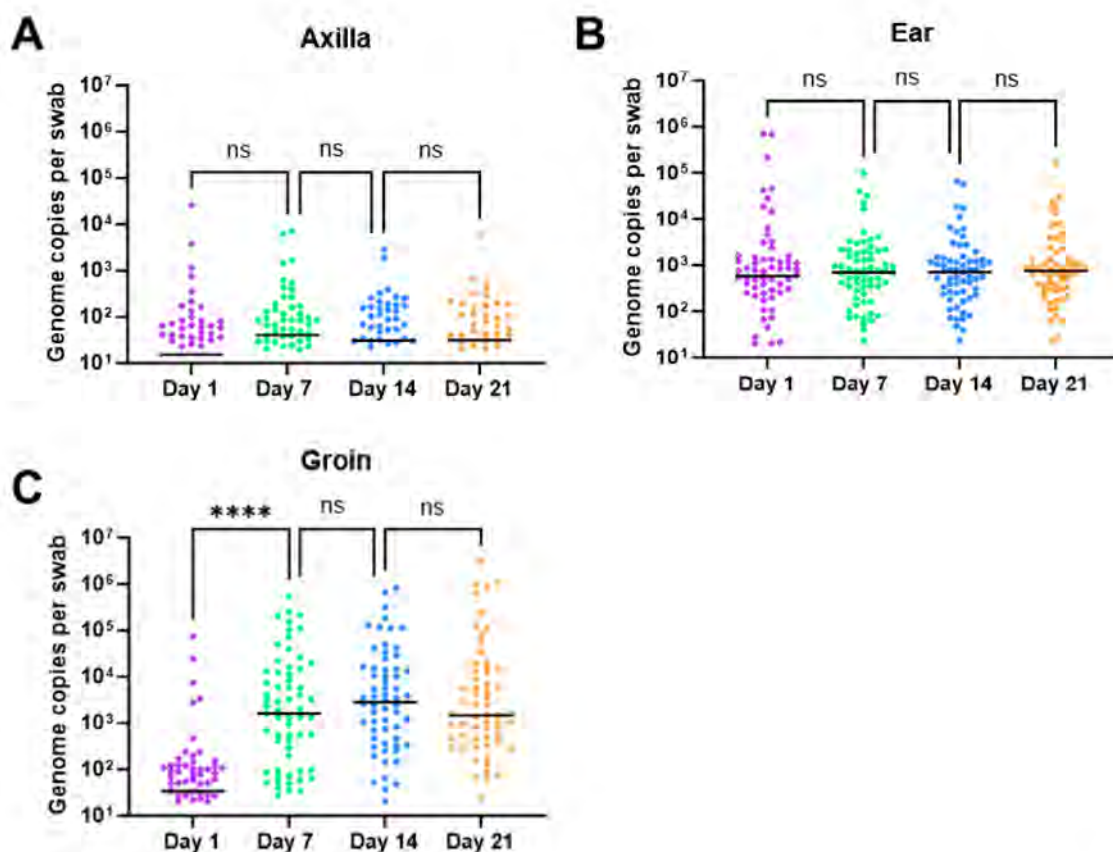 A
Axilla
Genome copies per swab
10⁷
10⁶
10⁵
10⁴
10³
10²
10¹
ns
ns
ns
Day 1
Day 7
Day 14
Day 21
B
Ear
Genome copies per swab
10⁷
10⁶
10⁵
10⁴
10³
10²
10¹
ns
ns
ns
Day 1
Day 7
Day 14
Day 21
C
Groin
Genome copies per swab
10⁷
10⁶
10⁵
10⁴
10³
10²
10¹
****
ns
ns
Day 1
Day 7
Day 14
Day 21